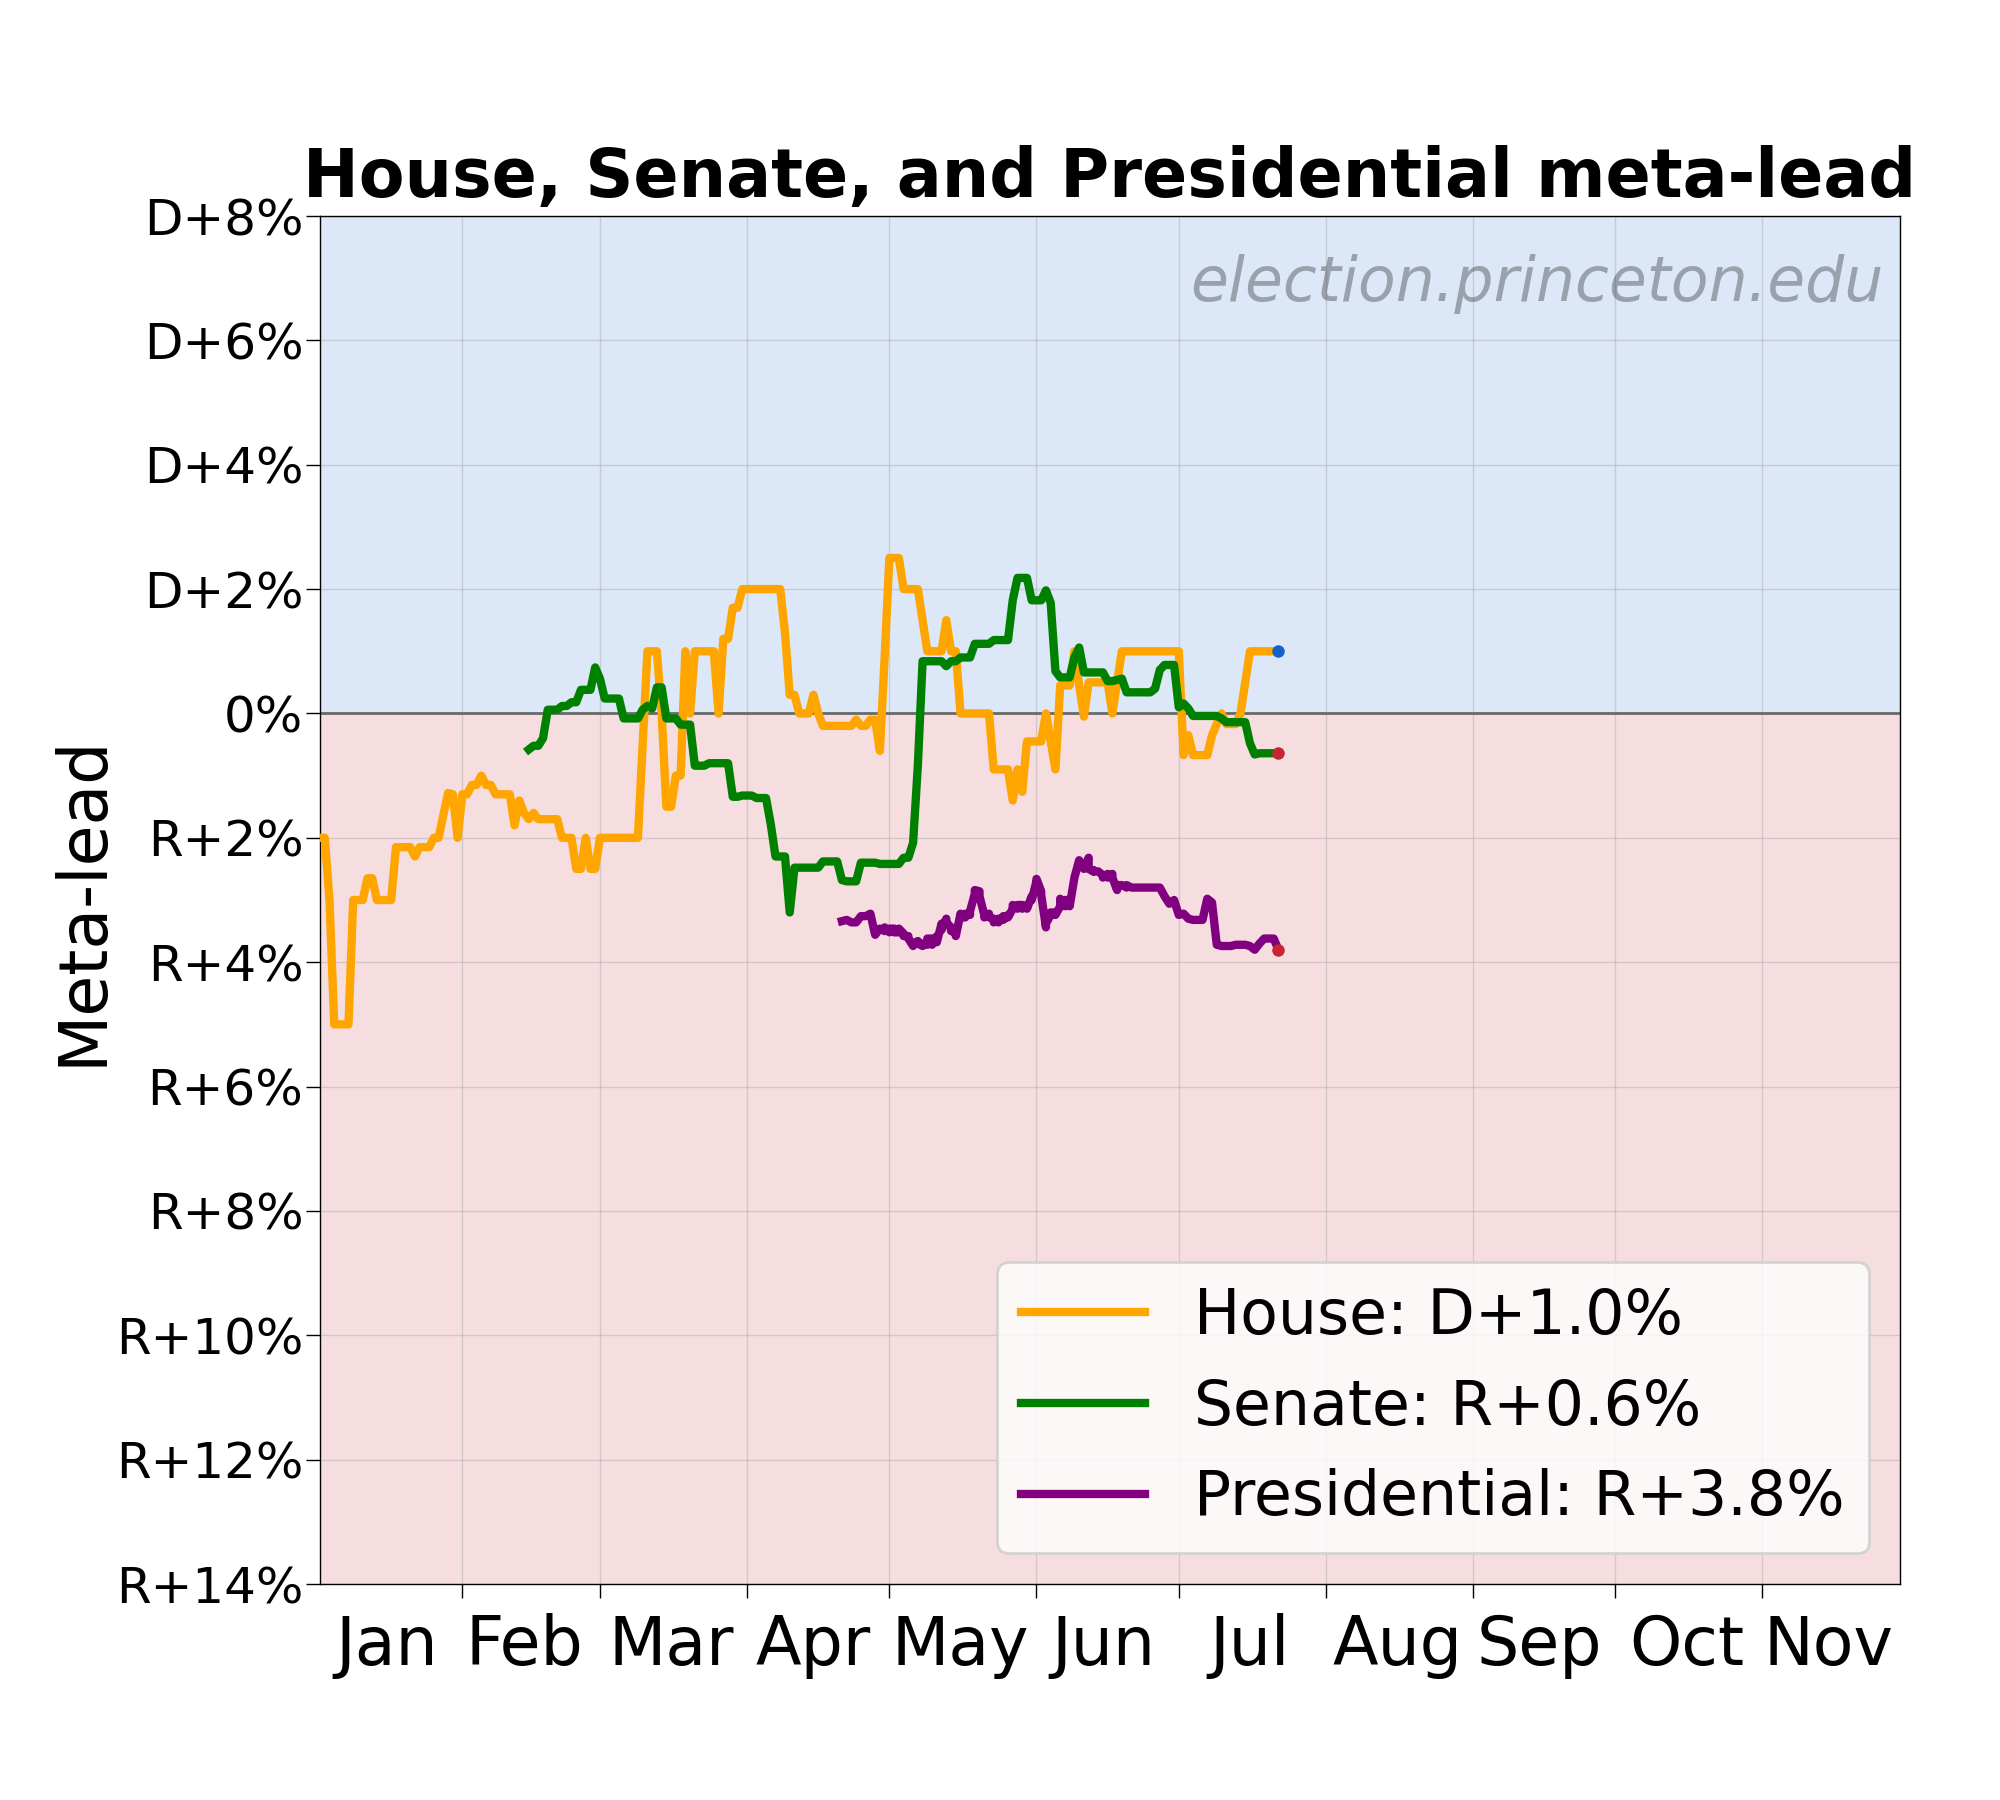 House, Senate, and Presidential meta-lead
election.princeton.edu
Meta-lead
D+8%
D+6%
D+4%
D+2%
0%
R+2%
R+4%
R+6%
R+8%
R+10%
R+12%
R+14%
House: D+1.0%
Senate: R+0.6%
Presidential: R+3.8%
Jan Feb Mar Apr May Jun Jul Aug Sep Oct Nov